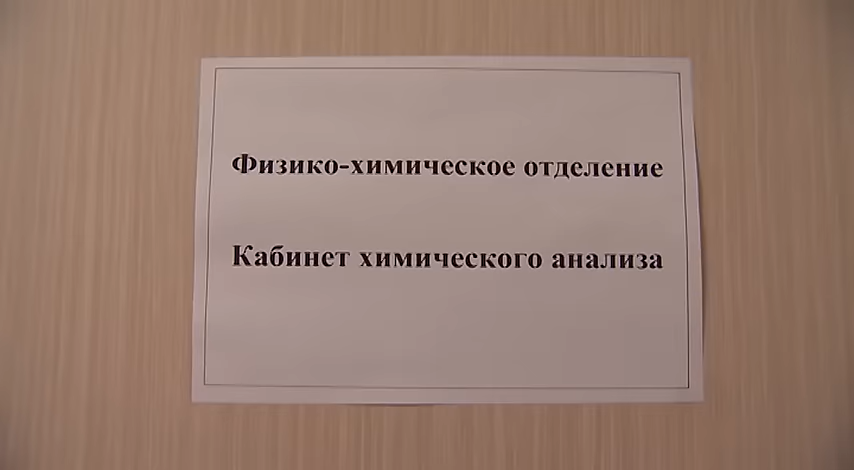 Физико-химическое отделение
Кабинет химического анализа